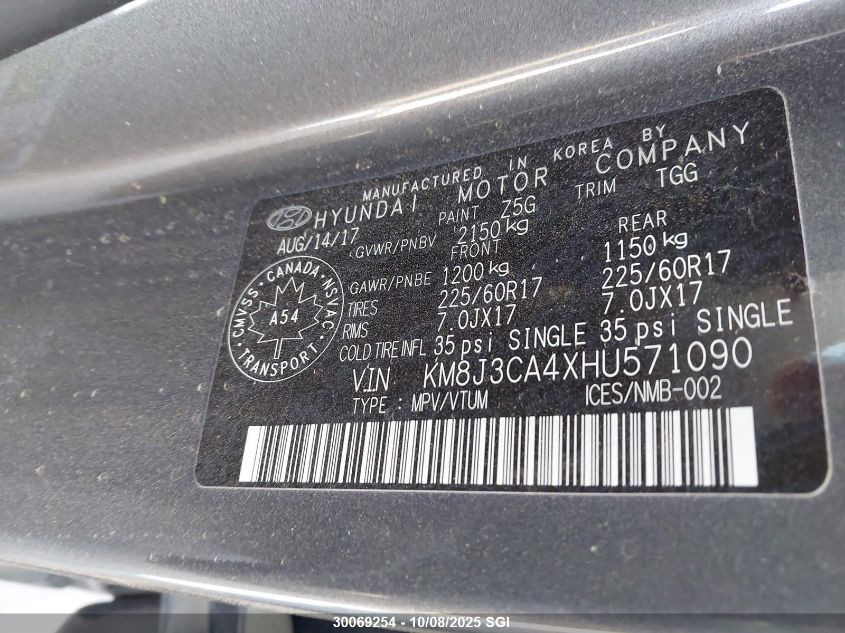 MANUFACTURED IN KOREA BY
HYUNDAI MOTOR COMPANY
AUG/14/17 PAINT Z5G TRIM TGG
GVWR/PNBV 2150 kg
FRONT REAR
GAWR/PNBE 1200 kg 1150 kg
TIRES 225/60R17 225/60R17
RIMS 7.0JX17 7.0JX17
COLD TIRE INFL 35 psi SINGLE 35 psi SINGLE
CMVSS · CANADA · NSVAC
A54
TRANSPORT
V.I.N KM8J3CA4XHU571090
TYPE : MPV/VTUM ICES/NMB-002
30069254 - 10/08/2025 SGI